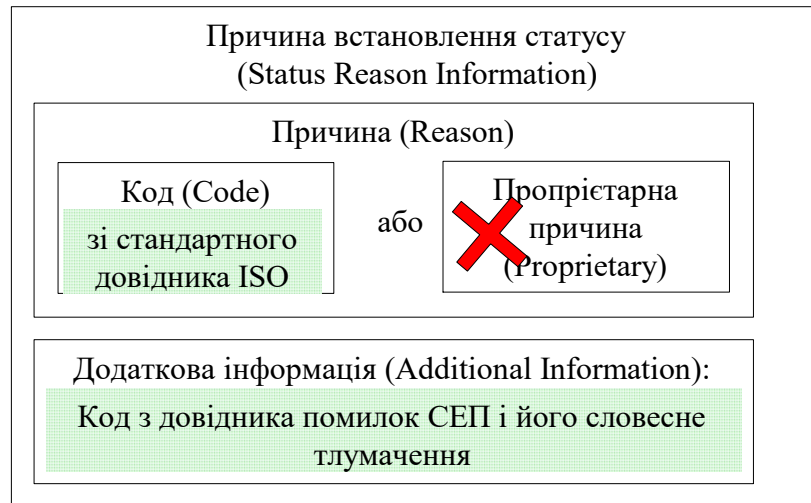 Причина встановлення статусу
(Status Reason Information)
Причина (Reason)
Код (Code)
зі стандартного
довідника ISO
або
Пропрієтарна
причина
(Proprietary)
Додаткова інформація (Additional Information):
Код з довідника помилок СЕП і його словесне
тлумачення